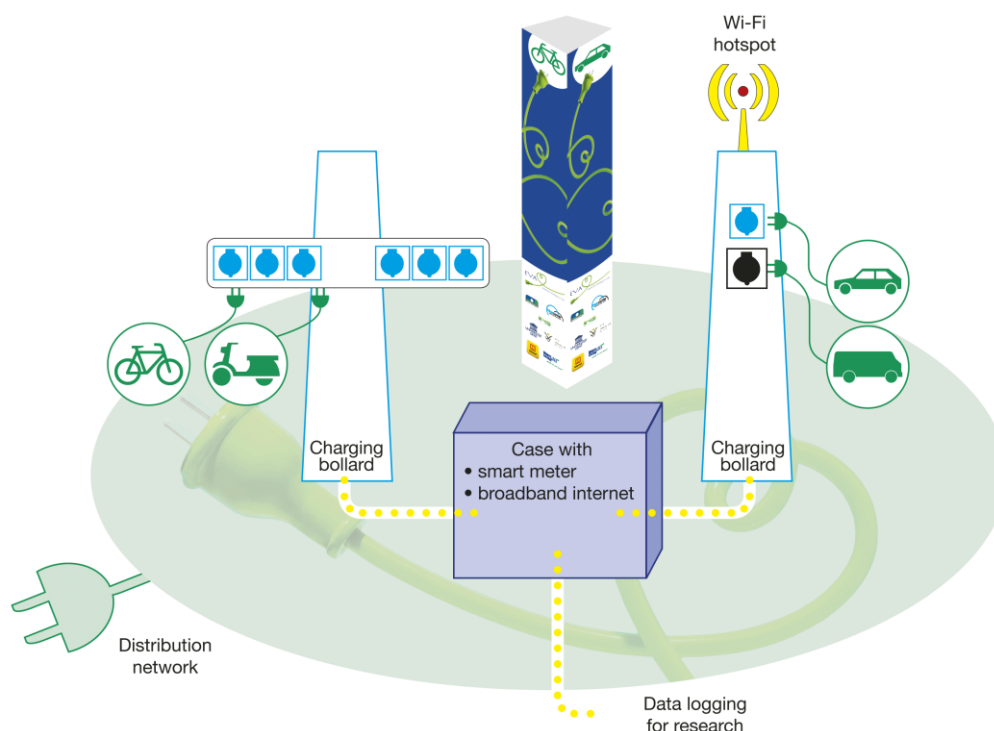 Wi-Fi
hotspot
Charging
bollard
Charging
bollard
Case with
• smart meter
• broadband internet
Distribution
network
Data logging
for research